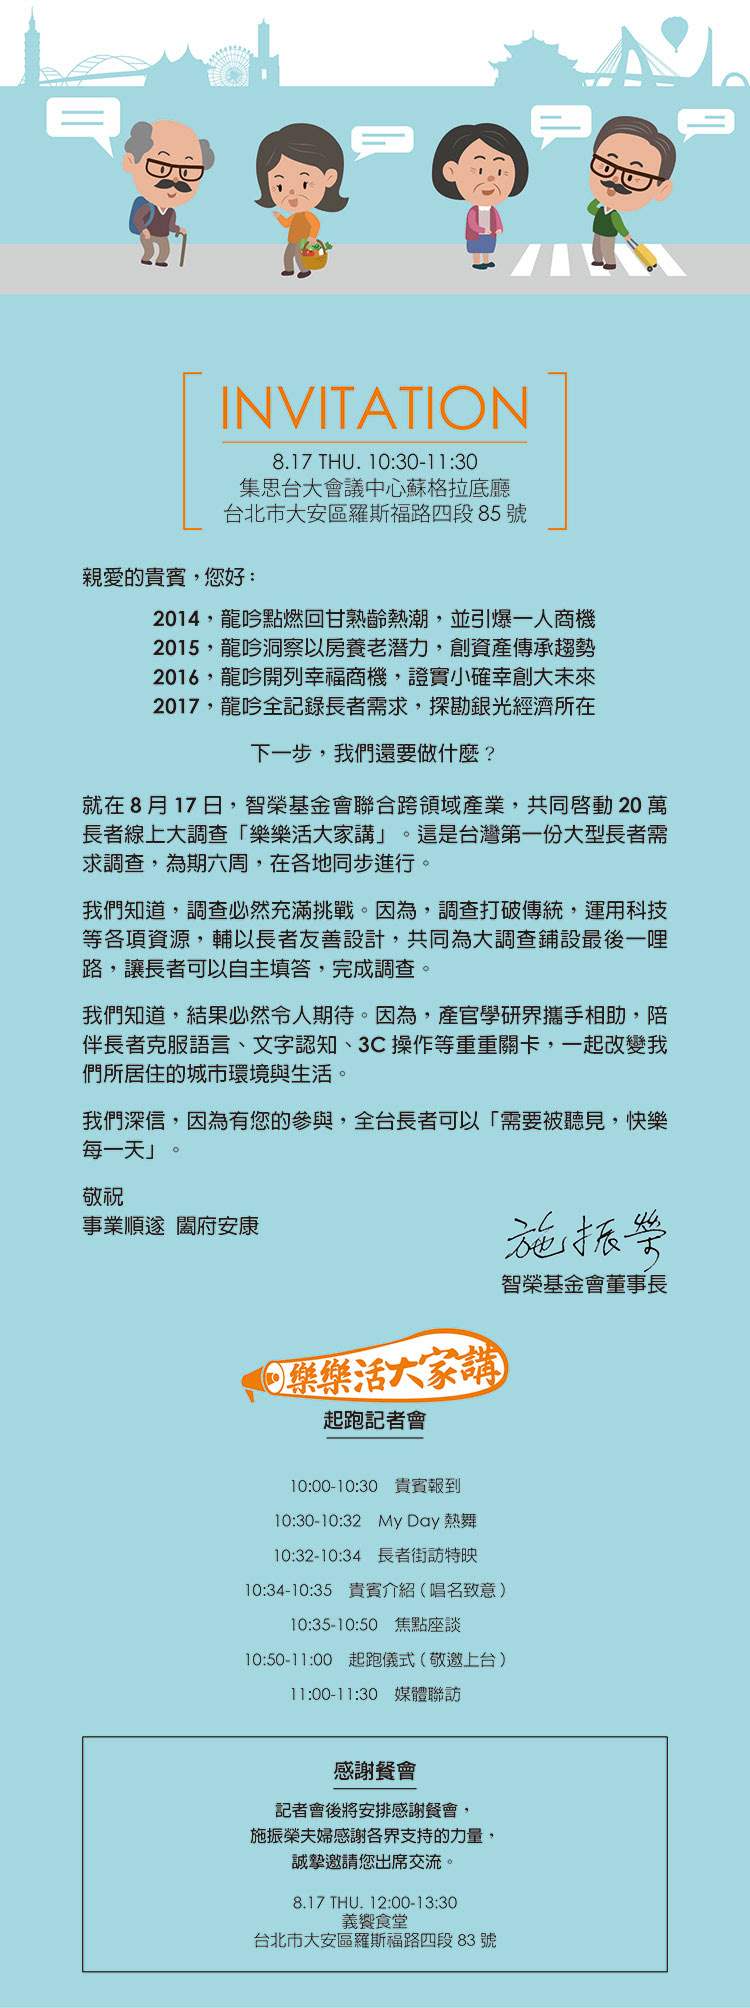 INVITATION
8.17 THU. 10:30-11:30
集思台大會議中心蘇格拉底廳
台北市大安區羅斯福路四段 85 號
親愛的貴賓，您好：
2014，龍吟點燃回甘熟齡熱潮，並引爆一人商機
2015，龍吟洞察以房養老潛力，創資產傳承趨勢
2016，龍吟開列幸福商機，證實小確幸創大未來
2017，龍吟全記錄長者需求，探勘銀光經濟所在
下一步，我們還要做什麼？
就在 8 月 17 日，智榮基金會聯合跨領域產業，共同啓動 20 萬
長者線上大調查「樂樂活大家講」。這是台灣第一份大型長者需
求調查，為期六周，在各地同步進行。
我們知道，調查必然充滿挑戰。因為，調查打破傳統，運用科技
等各項資源，輔以長者友善設計，共同為大調查鋪設最後一哩
路，讓長者可以自主填答，完成調查。
我們知道，結果必然令人期待。因為，產官學研界攜手相助，陪
伴長者克服語言、文字認知、3C 操作等重重關卡，一起改變我
們所居住的城市環境與生活。
我們深信，因為有您的參與，全台長者可以「需要被聽見，快樂
每一天」。
敬祝
事業順遂 闔府安康
施振榮
智榮基金會董事長
樂樂活大家講
起跑記者會
10:00-10:30 貴賓報到
10:30-10:32 My Day 熱舞
10:32-10:34 長者街訪特映
10:34-10:35 貴賓介紹（唱名致意）
10:35-10:50 焦點座談
10:50-11:00 起跑儀式（敬邀上台）
11:00-11:30 媒體聯訪
感謝餐會
記者會後將安排感謝餐會，
施振榮夫婦感謝各界支持的力量，
誠摯邀請您出席交流。
8.17 THU. 12:00-13:30
義饗食堂
台北市大安區羅斯福路四段 83 號